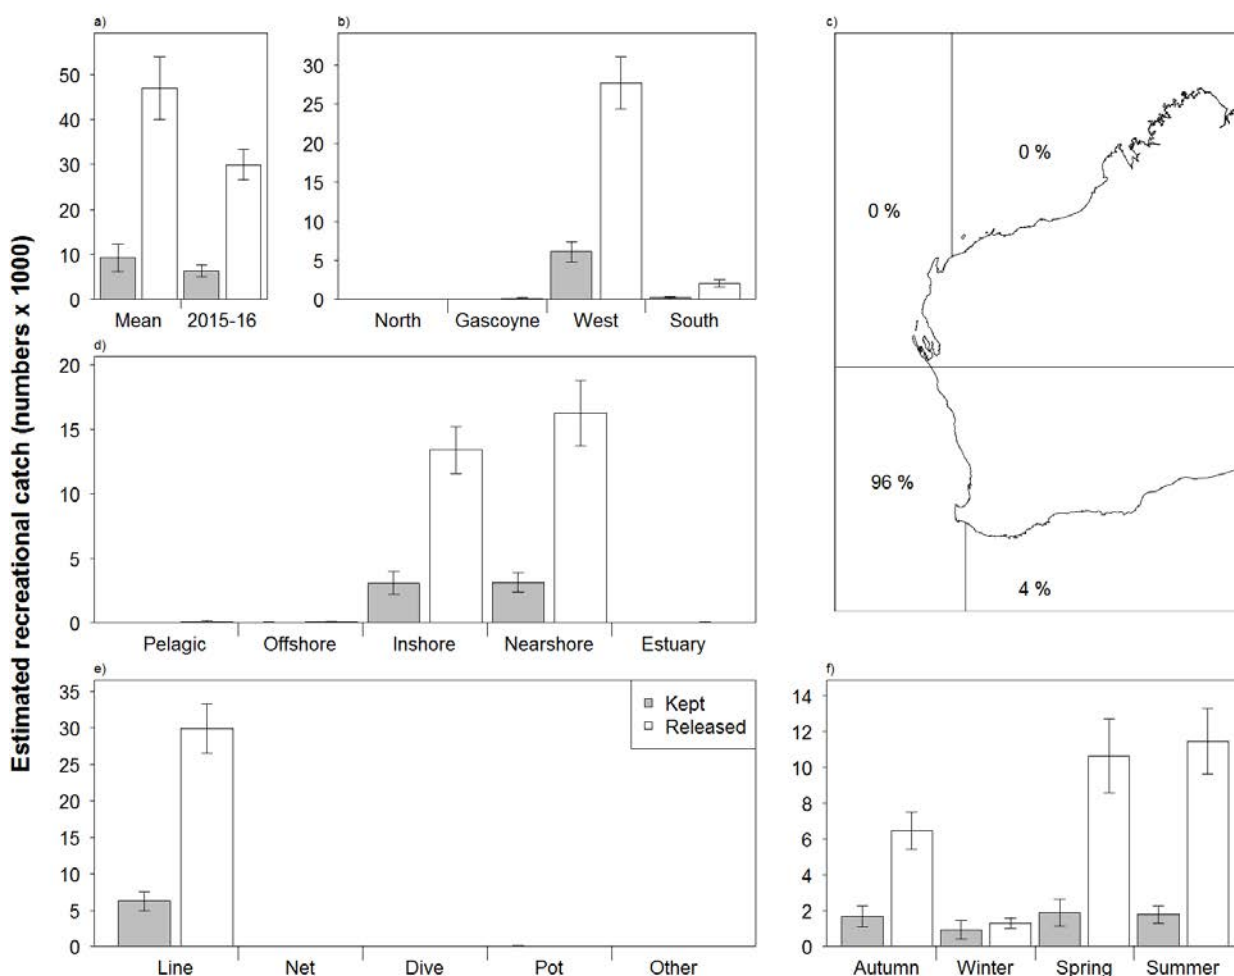 Estimated recreational catch (numbers x 1000)
a)
50
40
30
20
10
0
Mean 2015-16
b)
30
25
20
15
10
5
0
North Gascoyne West South
c)
0 %
0 %
96 %
4 %
d)
20
15
10
5
0
Pelagic Offshore Inshore Nearshore Estuary
e)
35
30
25
20
15
10
5
0
Kept
Released
Line Net Dive Pot Other
f)
14
12
10
8
6
4
2
0
Autumn Winter Spring Summer